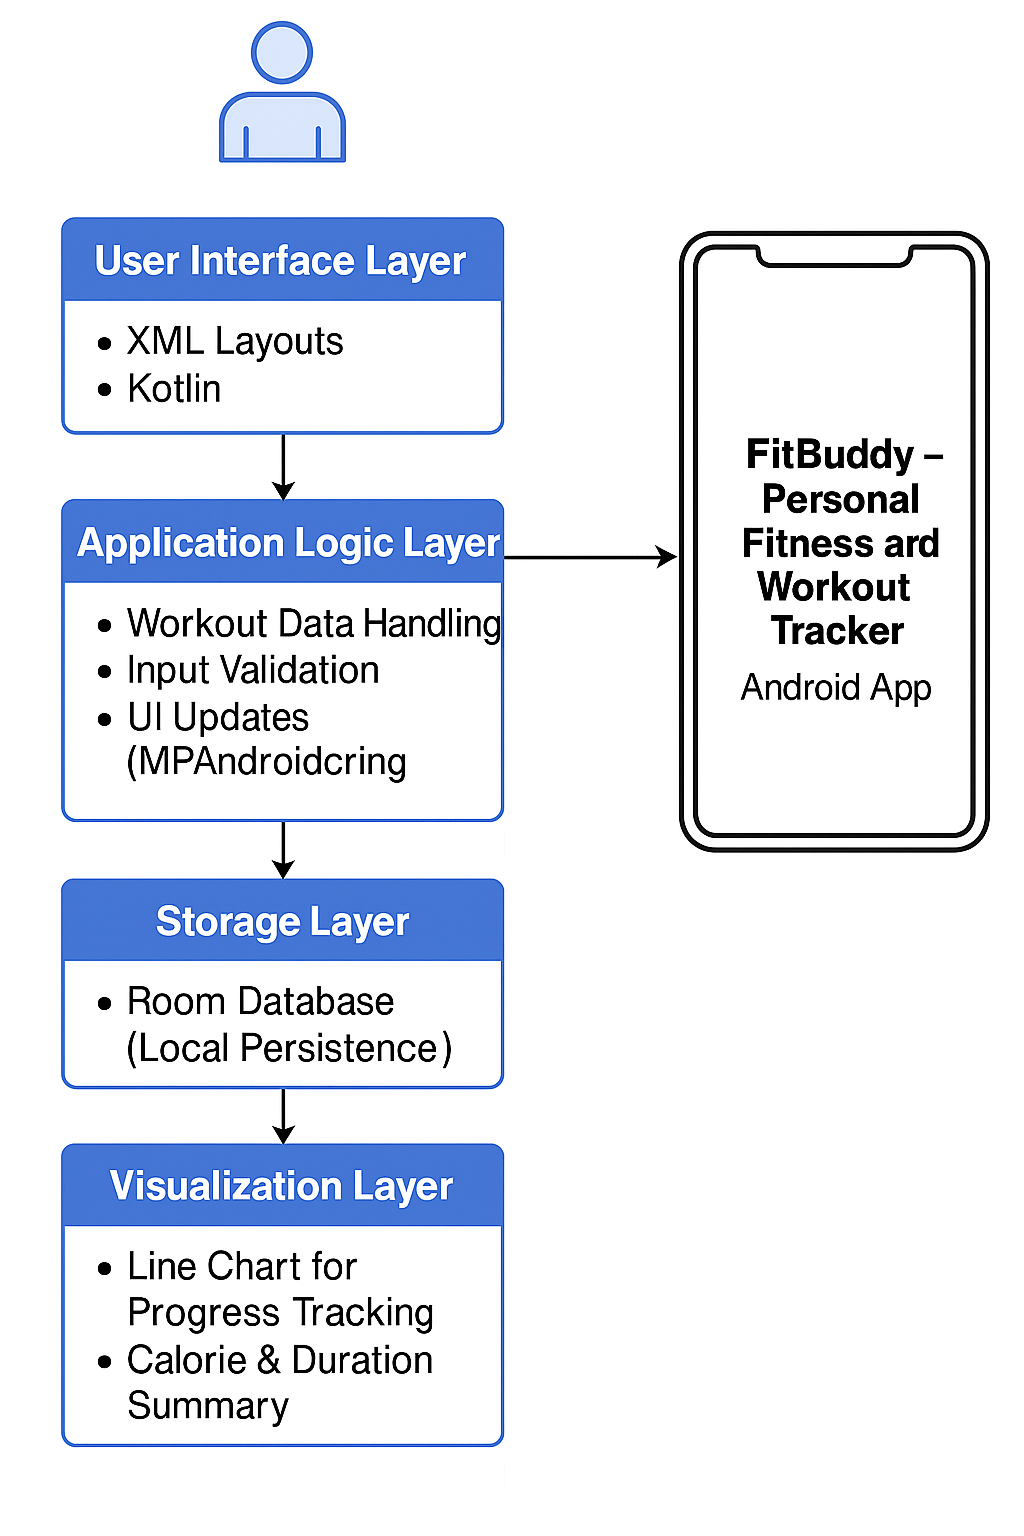 User Interface Layer
• XML Layouts
• Kotlin
Application Logic Layer
• Workout Data Handling
• Input Validation
• UI Updates
(MPAndroidcring
Storage Layer
• Room Database
(Local Persistence)
Visualization Layer
• Line Chart for
Progress Tracking
• Calorie & Duration
Summary
FitBuddy –
Personal
Fitness ard
Workout
Tracker
Android App